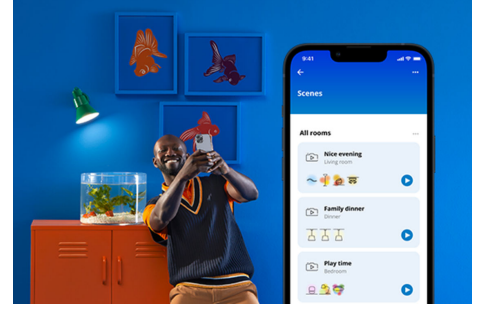 9:41
Scenes
All rooms
Nice evening
Living room
Family dinner
Dinner
Play time
Bedroom